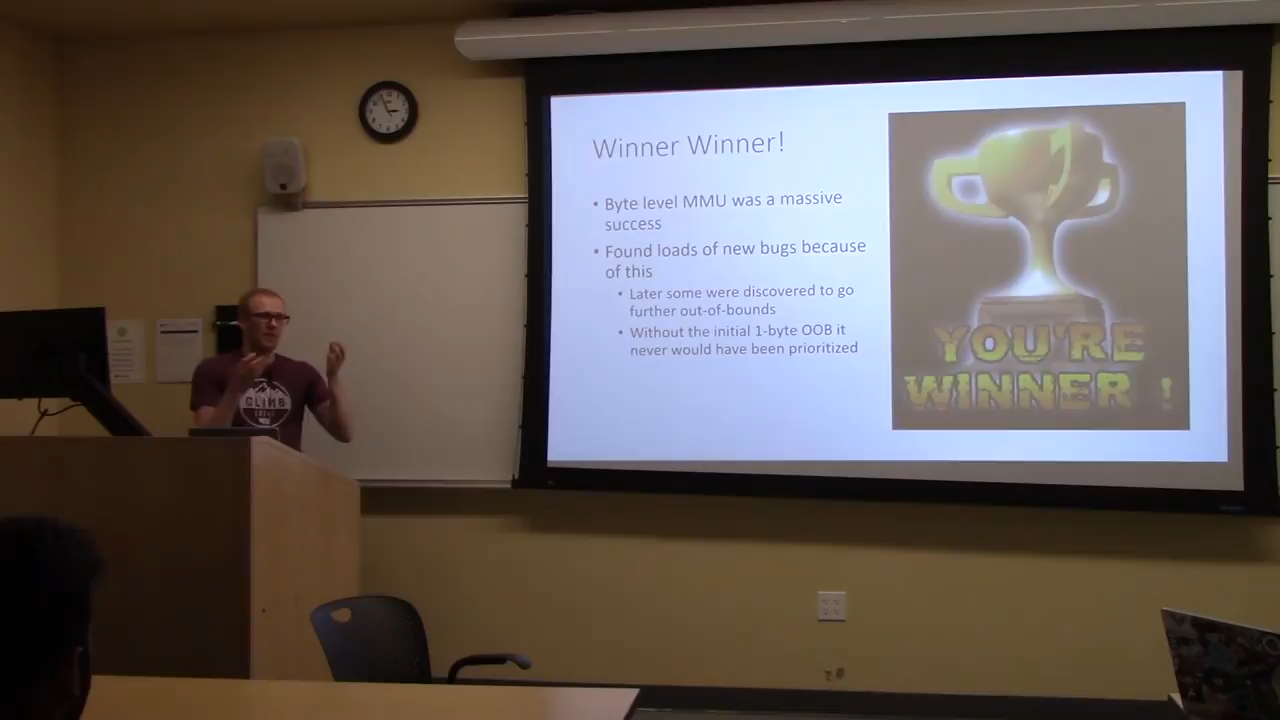 Winner Winner!
• Byte level MMU was a massive
success
• Found loads of new bugs because
of this
• Later some were discovered to go
further out-of-bounds
• Without the initial 1-byte OOB it
never would have been prioritized
YOU'RE
WINNER !
CLIMB